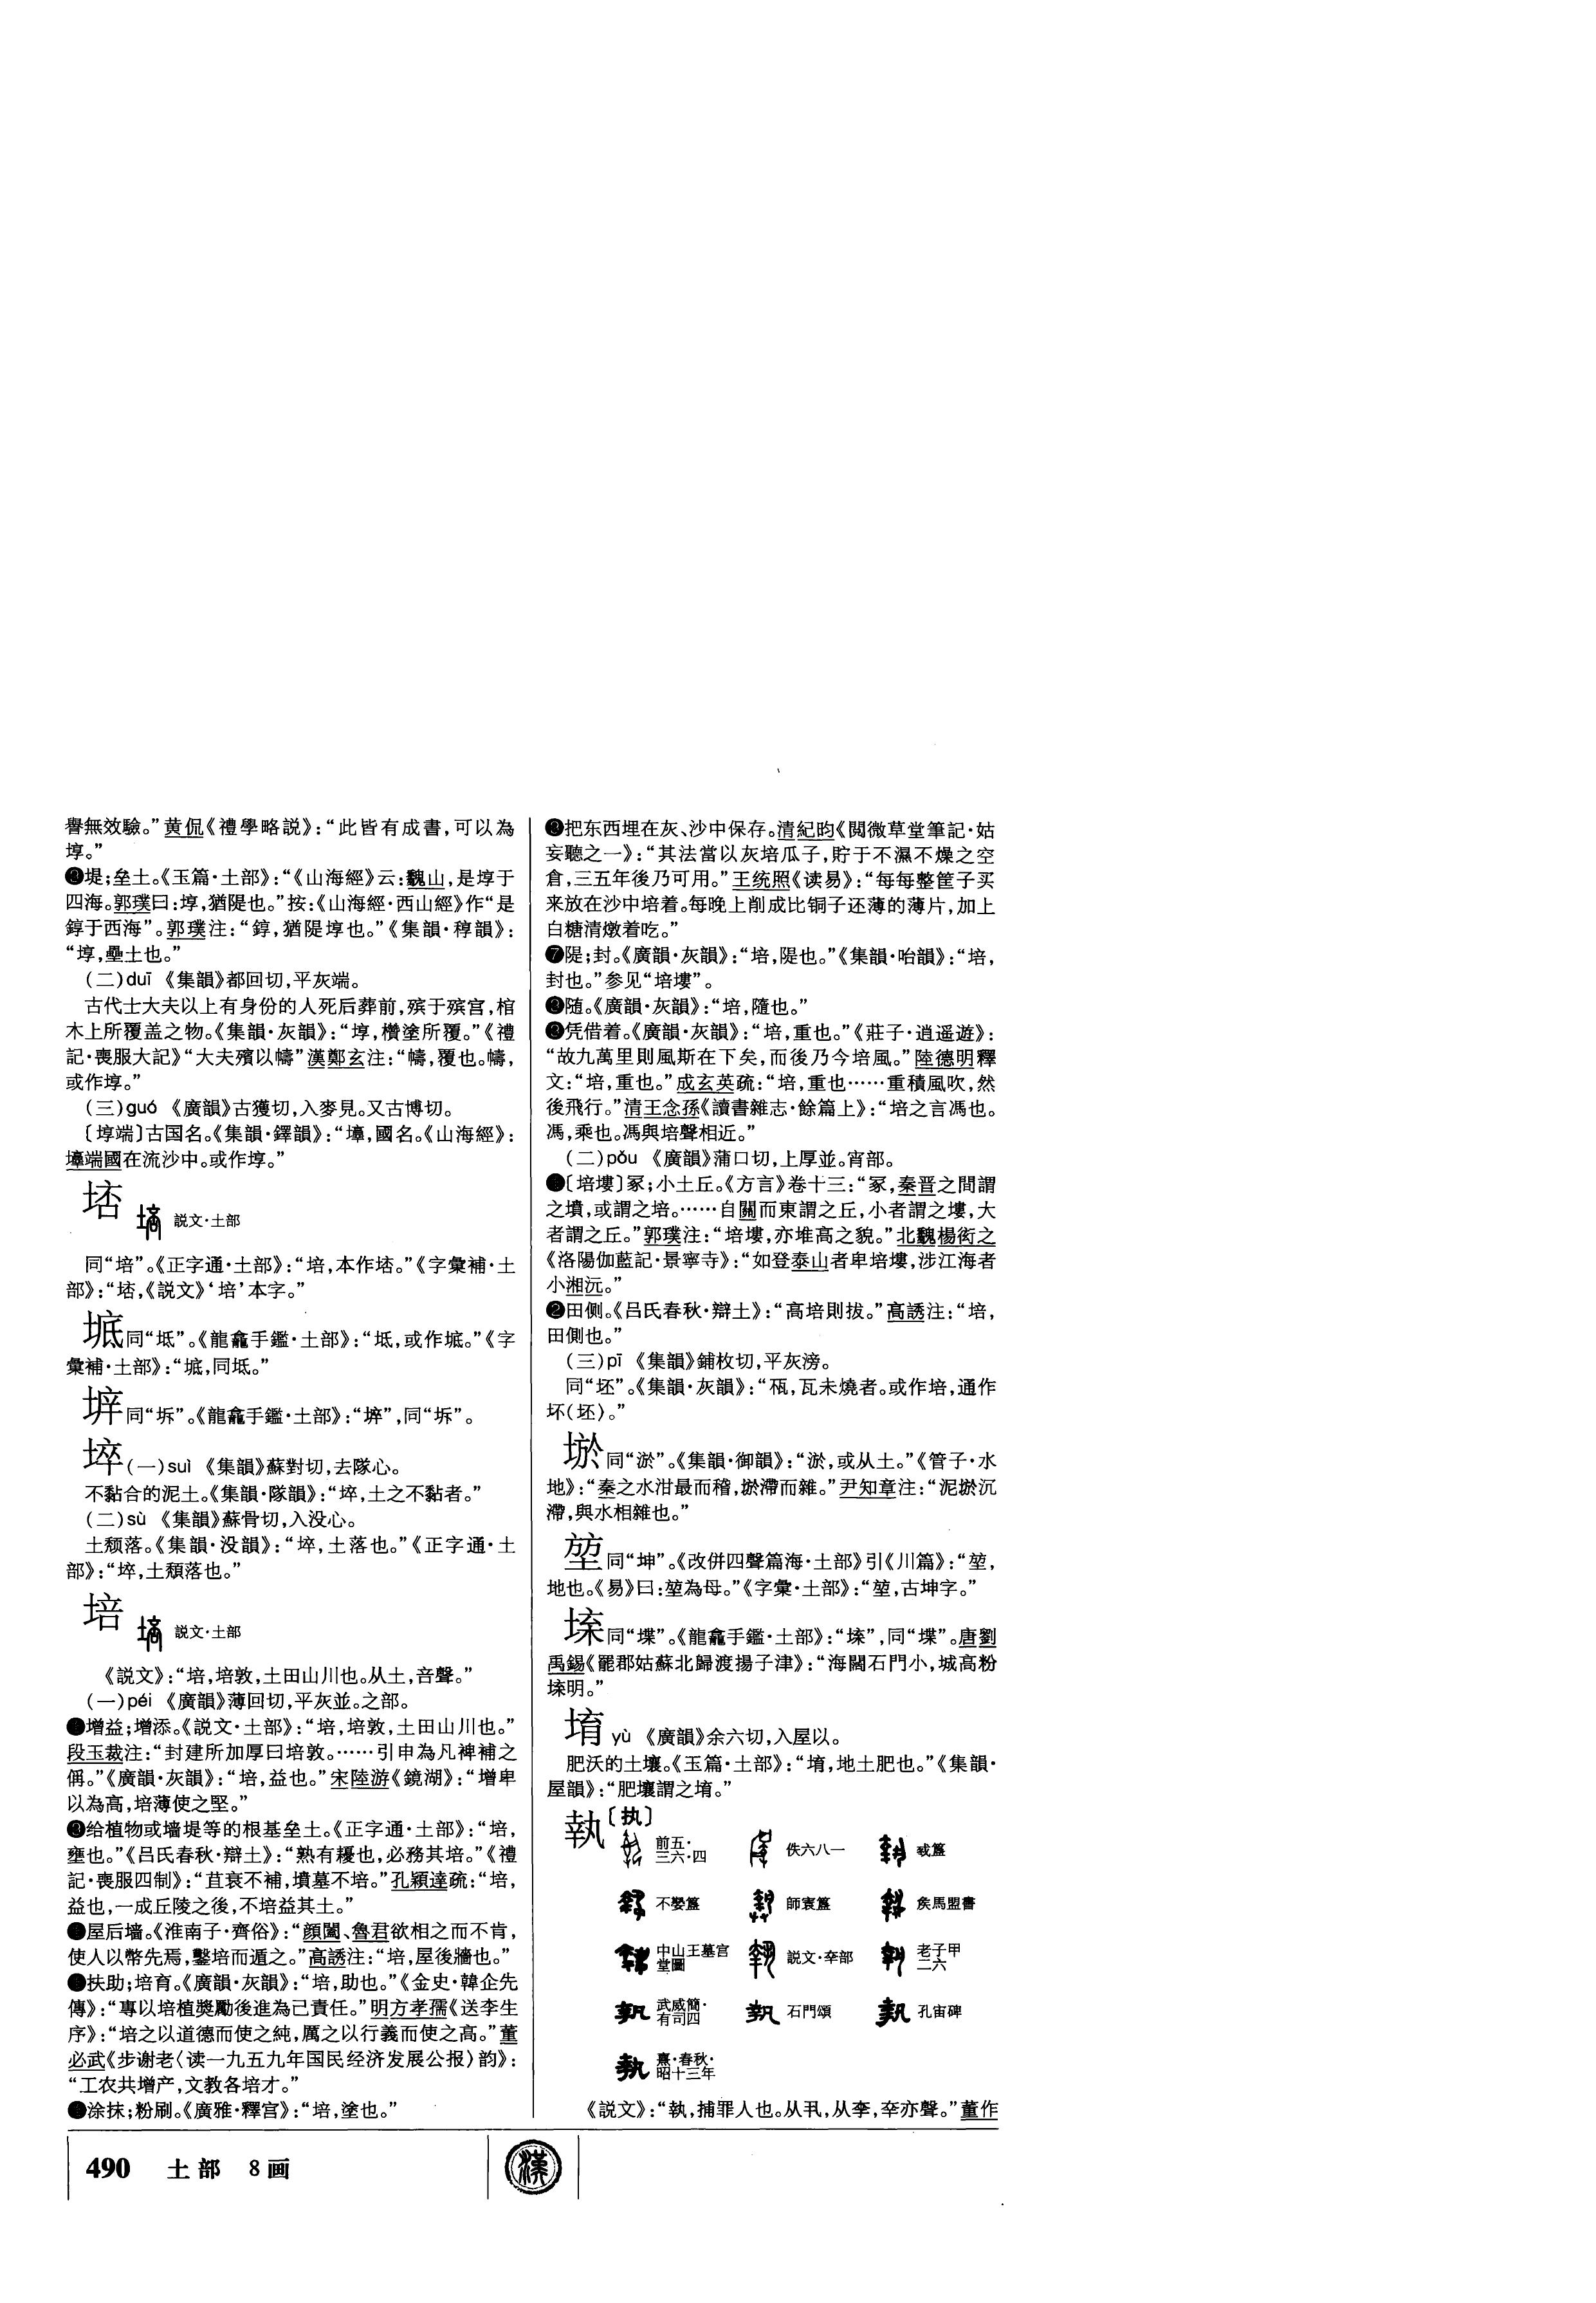 譽無效驗。”黄侃《禮學略説》：“此皆有成書，可以為
埻。”
❸堤；垒土。《玉篇·土部》：“《山海經》云：騩山，是埻于
四海。郭璞曰：埻，猶隄也。”按：《山海經·西山經》作“是
錞于西海”。郭璞注：“錞，猶隄埻也。”《集韻·稕韻》：
“埻，壘土也。”
（二）duī　《集韻》都回切，平灰端。
古代士大夫以上有身份的人死后葬前，殡于殡宫，棺
木上所覆盖之物。《集韻·灰韻》：“埻，欑塗所覆。”《禮
記·喪服大記》“大夫殯以幬”漢鄭玄注：“幬，覆也。幬，
或作埻。”
（三）guó　《廣韻》古獲切，入麥見。又古博切。
〔埻端〕古国名。《集韻·鐸韻》：“𡑥，國名。《山海經》：
𡑥端國在流沙中。或作埻。”
㙃　説文·土部
同“培”。《正字通·土部》：“培，本作㙃。”《字彙補·土
部》：“㙃，《説文》‘培’本字。”
同“坻”。《龍龕手鑑·土部》：“坻，或作。”《字
彙補·土部》：“，同坻。”
同“坼”。《龍龕手鑑·土部》：“”，同“坼”。
埣（一）suì　《集韻》蘇對切，去隊心。
不黏合的泥土。《集韻·隊韻》：“埣，土之不黏者。”
（二）sù　《集韻》蘇骨切，入没心。
土颓落。《集韻·没韻》：“埣，土落也。”《正字通·土
部》：“埣，土頹落也。”
培　説文·土部
《説文》：“培，培敦，土田山川也。从土，咅聲。”
（一）péi　《廣韻》薄回切，平灰並。之部。
❶增益；增添。《説文·土部》：“培，培敦，土田山川也。”
段玉裁注：“封建所加厚曰培敦。……引申為凡裨補之
偁。”《廣韻·灰韻》：“培，益也。”宋陸游《鏡湖》：“增卑
以為高，培薄使之堅。”
❷给植物或墙堤等的根基垒土。《正字通·土部》：“培，
壅也。”《吕氏春秋·辯土》：“熟有耰也，必務其培。”《禮
記·喪服四制》：“苴衰不補，墳墓不培。”孔穎達疏：“培，
益也，一成丘陵之後，不培益其土。”
❸屋后墙。《淮南子·齊俗》：“顔闔、魯君欲相之而不肯，
使人以幣先焉，鑿培而遁之。”高誘注：“培，屋後牆也。”
❹扶助；培育。《廣韻·灰韻》：“培，助也。”《金史·韓企先
傳》：“專以培植獎勵後進為己責任。”明方孝孺《送李生
序》：“培之以道德而使之純，厲之以行義而使之高。”董
必武《步谢老〈读一九五九年国民经济发展公报〉韵》：
“工农共增产，文教各培才。”
❺涂抹；粉刷。《廣雅·釋宫》：“培，塗也。”
❻把东西埋在灰、沙中保存。清紀昀《閲微草堂筆記·姑
妄聽之一》：“其法當以灰培瓜子，貯于不濕不燥之空
倉，三五年後乃可用。”王统照《读易》：“每每整筐子买
来放在沙中培着。每晚上削成比铜子还薄的薄片，加上
白糖清燉着吃。”
❼隄；封。《廣韻·灰韻》：“培，隄也。”《集韻·咍韻》：“培，
封也。”参见“培塿”。
❽随。《廣韻·灰韻》：“培，隨也。”
❾凭借着。《廣韻·灰韻》：“培，重也。”《莊子·逍遥遊》：
“故九萬里則風斯在下矣，而後乃今培風。”陸德明釋
文：“培，重也。”成玄英疏：“培，重也……重積風吹，然
後飛行。”清王念孫《讀書雜志·餘篇上》：“培之言馮也。
馮，乘也。馮與培聲相近。”
（二）pǒu　《廣韻》蒲口切，上厚並。宵部。
❶〔培塿〕冢；小土丘。《方言》卷十三：“冢，秦晋之間謂
之墳，或謂之培。……自關而東謂之丘，小者謂之塿，大
者謂之丘。”郭璞注：“培塿，亦堆高之貌。”北魏楊衒之
《洛陽伽藍記·景寧寺》：“如登泰山者卑培塿，涉江海者
小湘沅。”
❷田側。《吕氏春秋·辯土》：“高培則拔。”高誘注：“培，
田側也。”
（三）pī　《集韻》鋪枚切，平灰滂。
同“坯”。《集韻·灰韻》：“㼦，瓦未燒者。或作培，通作
坏（坯）。”
埱同“淤”。《集韻·御韻》：“淤，或从土。”《管子·水
地》：“秦之水泔最而稽，㘬滯而雜。”尹知章注：“泥㘬沉
滯，與水相雜也。”
堃同“坤”。《改併四聲篇海·土部》引《川篇》：“堃，
地也。《易》曰：堃為母。”《字彙·土部》：“堃，古坤字。”
同“堞”。《龍龕手鑑·土部》：“”，同“堞”。唐劉
禹錫《罷郡姑蘇北歸渡揚子津》：“海闊石門小，城高粉
明。”
堉 yù　《廣韻》余六切，入屋以。
肥沃的土壤。《玉篇·土部》：“堉，地土肥也。”《集韻·
屋韻》：“肥壤謂之堉。”
執〔执〕
前五·三六·四　佚六八一　𢧢簋
不𡢁簋　師寰簋　矦馬盟書
中山王墓宫堂圖　説文·㚔部　老子甲二六
武威簡·有司四　石門頌　孔宙碑
熹·春秋·昭十三年
《説文》：“執，捕罪人也。从丮，从㚔，㚔亦聲。”董作
490　土部　8画
漢